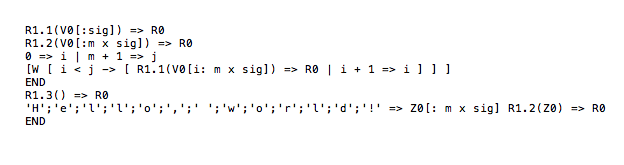 R1.1(V0[:sig]) => R0
R1.2(V0[:m x sig]) => R0
0 => i | m + 1 => j
[W [ i < j -> [ R1.1(V0[i: m x sig]) => R0 | i + 1 => i ] ] ]
END
R1.3() => R0
'H';'e';'l';'l';'o';',';' ';'w';'o';'r';'l';'d';'!' => Z0[: m x sig] R1.2(Z0) => R0
END